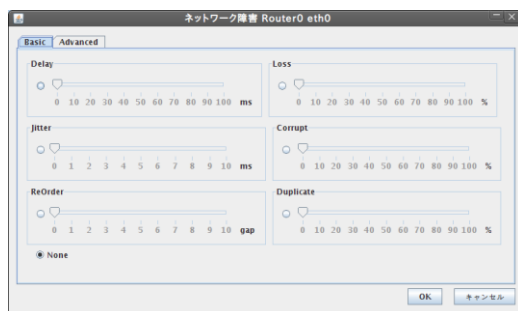 ネットワーク障害 Router0 eth0
Basic Advanced
Delay
0 10 20 30 40 50 60 70 80 90 100 ms
Loss
0 10 20 30 40 50 60 70 80 90 100 %
Jitter
0 1 2 3 4 5 6 7 8 9 10 ms
Corrupt
0 10 20 30 40 50 60 70 80 90 100 %
ReOrder
0 1 2 3 4 5 6 7 8 9 10 gap
Duplicate
0 10 20 30 40 50 60 70 80 90 100 %
None
OK キャンセル